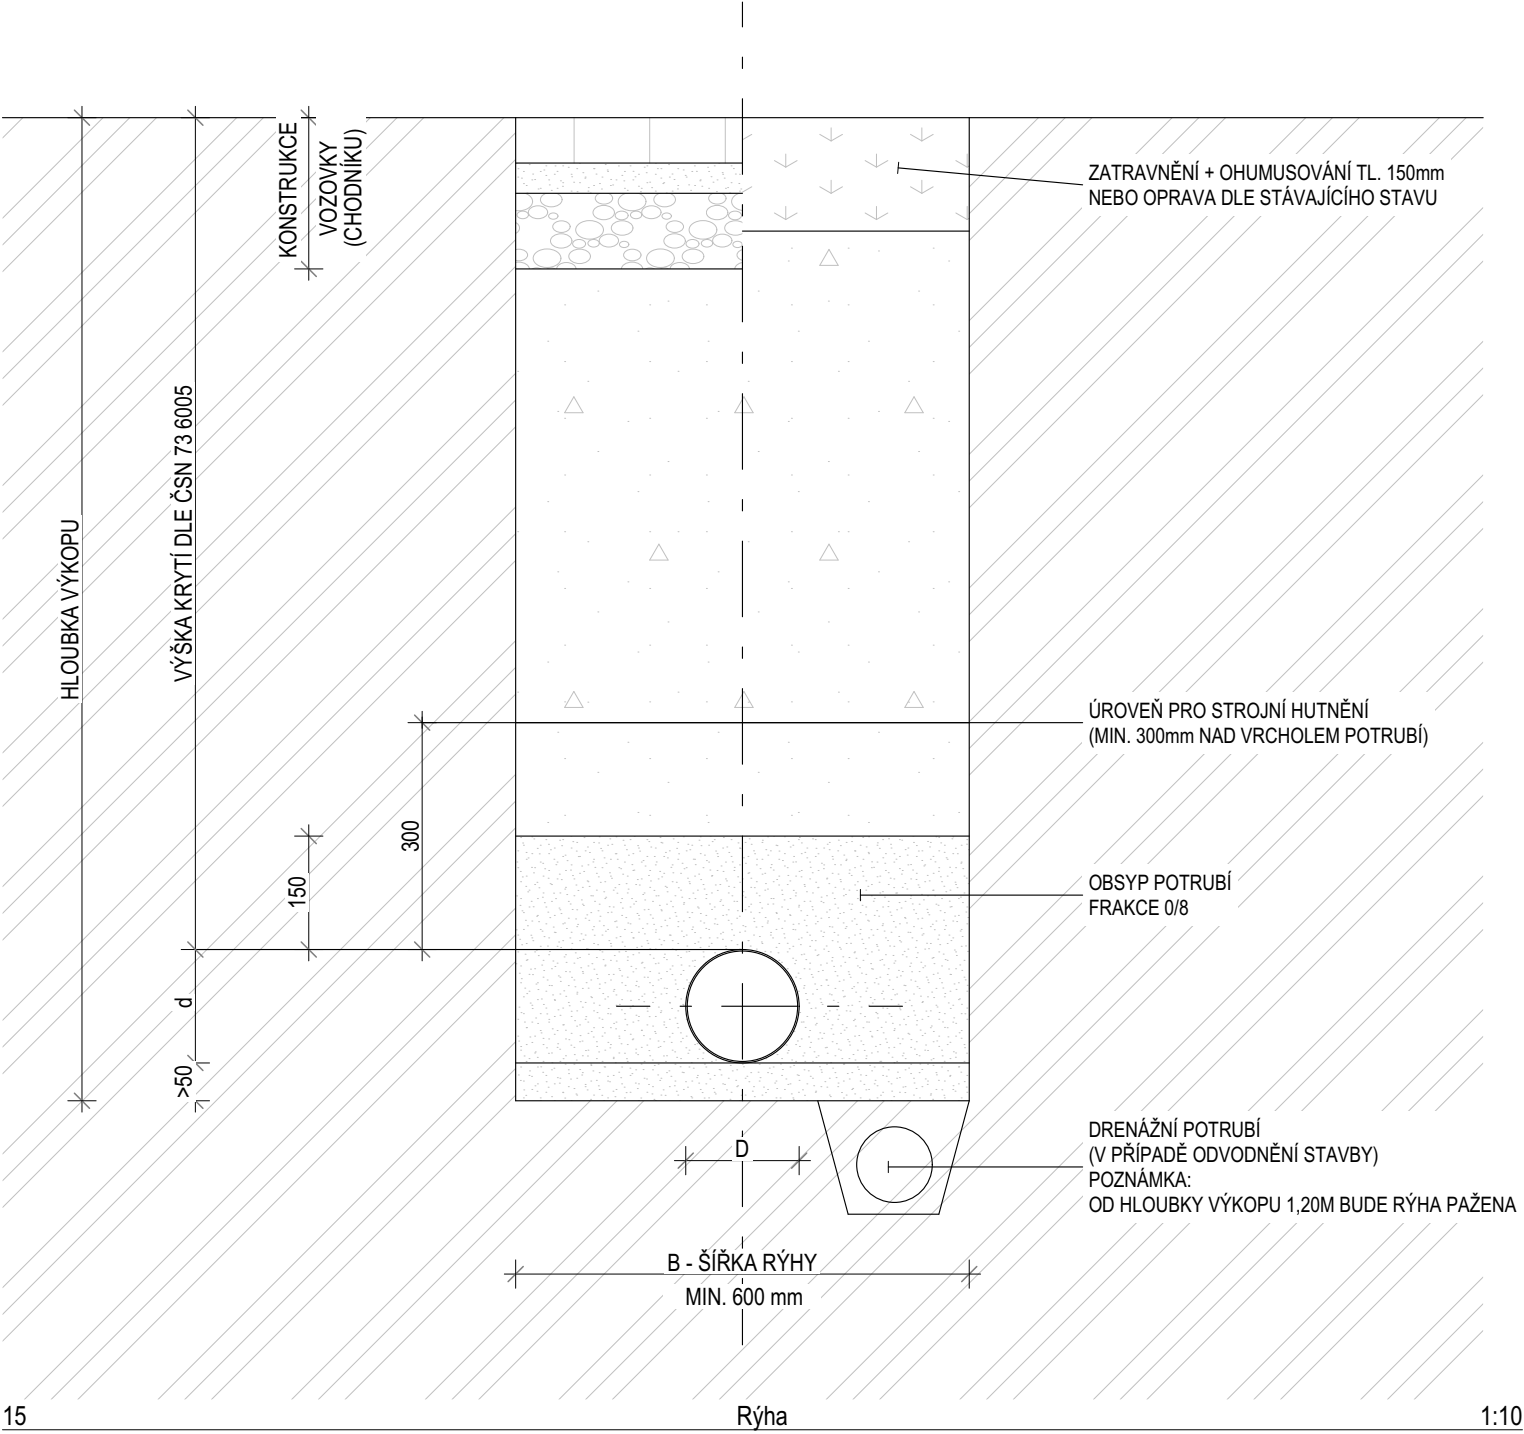 KONSTRUKCE
VOZOVKY
(CHODNÍKU)
ZATRAVNĚNÍ + OHUMUSOVÁNÍ TL. 150mm
NEBO OPRAVA DLE STÁVAJÍCÍHO STAVU
HLOUBKA VÝKOPU
VÝŠKA KRYTÍ DLE ČSN 73 6005
ÚROVEŇ PRO STROJNÍ HUTNĚNÍ
(MIN. 300mm NAD VRCHOLEM POTRUBÍ)
300
150
OBSYP POTRUBÍ
FRAKCE 0/8
d
>50
D
DRENÁŽNÍ POTRUBÍ
(V PŘÍPADĚ ODVODNĚNÍ STAVBY)
POZNÁMKA:
OD HLOUBKY VÝKOPU 1,20M BUDE RÝHA PAŽENA
B - ŠÍŘKA RÝHY
MIN. 600 mm
15
Rýha
1:10